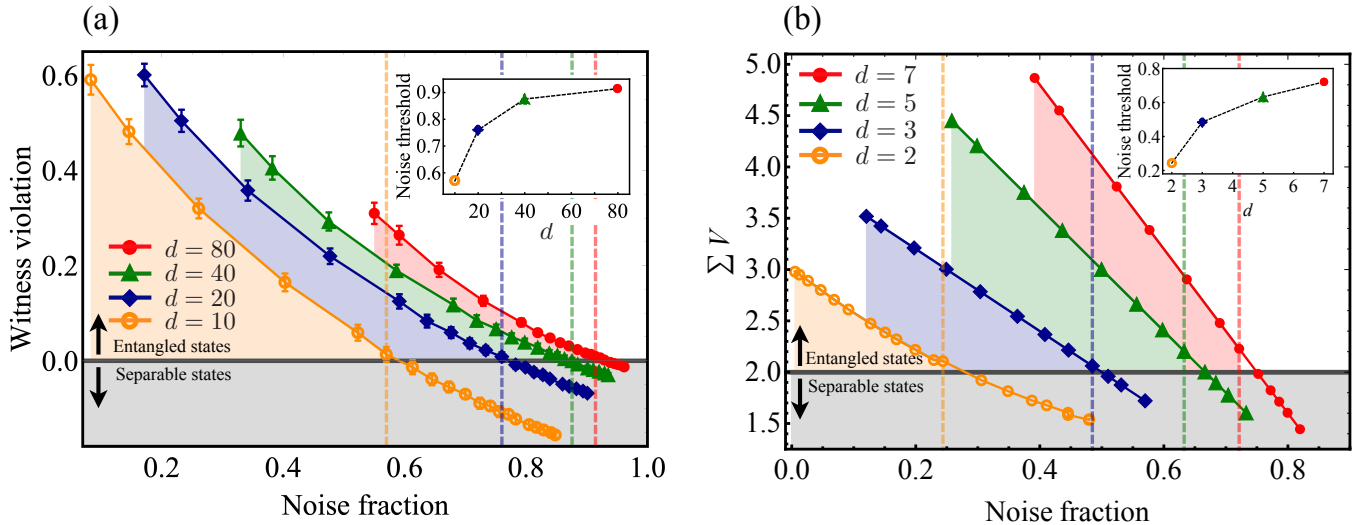 (a)
Witness violation
0.6
0.4
0.2
0.0
d = 80
d = 40
d = 20
d = 10
Entangled states
Separable states
0.2 0.4 0.6 0.8 1.0
Noise fraction
Noise threshold
0.9
0.8
0.7
0.6
20 40 60 80
d
(b)
Σ V
5.0
4.5
4.0
3.5
3.0
2.5
2.0
1.5
d = 7
d = 5
d = 3
d = 2
Entangled states
Separable states
0.0 0.2 0.4 0.6 0.8
Noise fraction
Noise threshold
0.8
0.6
0.4
0.2
2 3 4 5 6 7
d